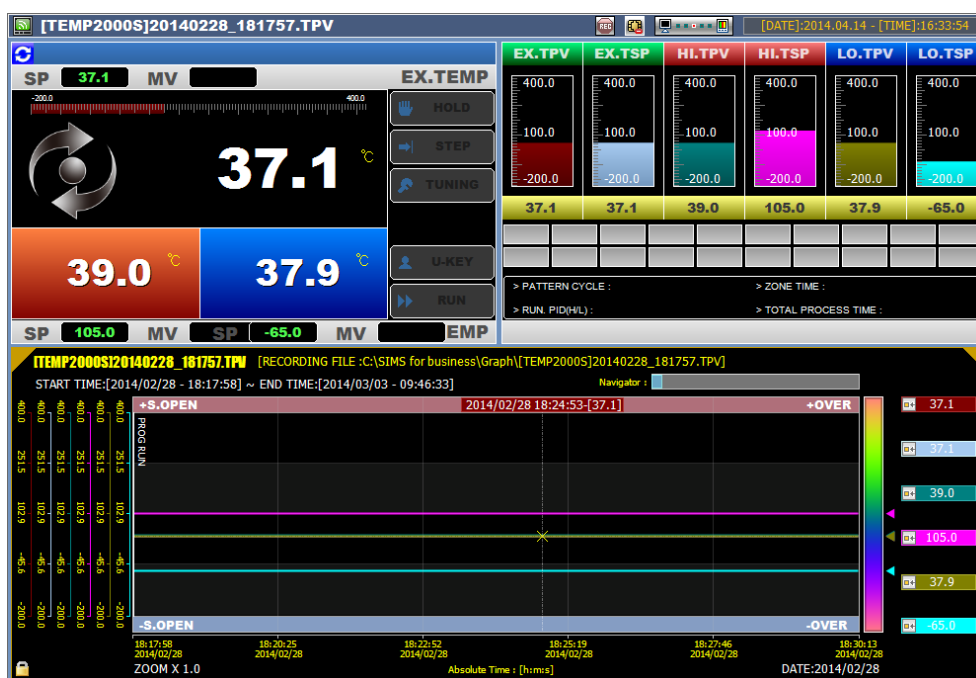 [TEMP2000S]20140228_181757.TPV
REC
[DATE]:2014.04.14 - [TIME]:16:33:54
SP 37.1 MV EX.TEMP
-200.0 400.0
37.1 ℃
HOLD
STEP
TUNING
U-KEY
RUN
39.0 ℃
37.9 ℃
SP 105.0 MV SP -65.0 MV EMP
EX.TPV EX.TSP HI.TPV HI.TSP LO.TPV LO.TSP
400.0 400.0 400.0 400.0 400.0 400.0
100.0 100.0 100.0 100.0 100.0 100.0
-200.0 -200.0 -200.0 -200.0 -200.0 -200.0
37.1 37.1 39.0 105.0 37.9 -65.0
> PATTERN CYCLE : > ZONE TIME :
> RUN. PID(H/L) : > TOTAL PROCESS TIME :
[TEMP2000S]20140228_181757.TPV [RECORDING FILE :C:\SIMS for business\Graph\[TEMP2000S]20140228_181757.TPV]
START TIME:[2014/02/28 - 18:17:58] ~ END TIME:[2014/03/03 - 09:46:33] Navigator :
400.0 400.0 400.0 400.0 400.0 400.0
251.5 251.5 251.5 251.5 251.5 251.5
102.9 102.9 102.9 102.9 102.9 102.9
-45.6 -45.6 -45.6 -45.6 -45.6 -45.6
-200.0 -200.0 -200.0 -200.0 -200.0 -200.0
+S.OPEN 2014/02/28 18:24:53-[37.1] +OVER
PROG RUN
-S.OPEN -OVER
37.1
37.1
39.0
105.0
37.9
-65.0
18:17:58 18:20:25 18:22:52 18:25:19 18:27:46 18:30:13
2014/02/28 2014/02/28 2014/02/28 2014/02/28 2014/02/28 2014/02/28
ZOOM X 1.0 Absolute Time : [h:m:s] DATE:2014/02/28